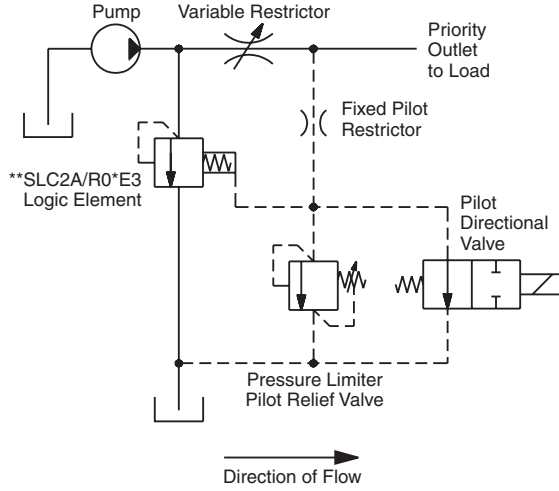 Pump
Variable Restrictor
Priority
Outlet
to Load
Fixed Pilot
Restrictor
**SLC2A/R0*E3
Logic Element
Pilot
Directional
Valve
Pressure Limiter
Pilot Relief Valve
Direction of Flow